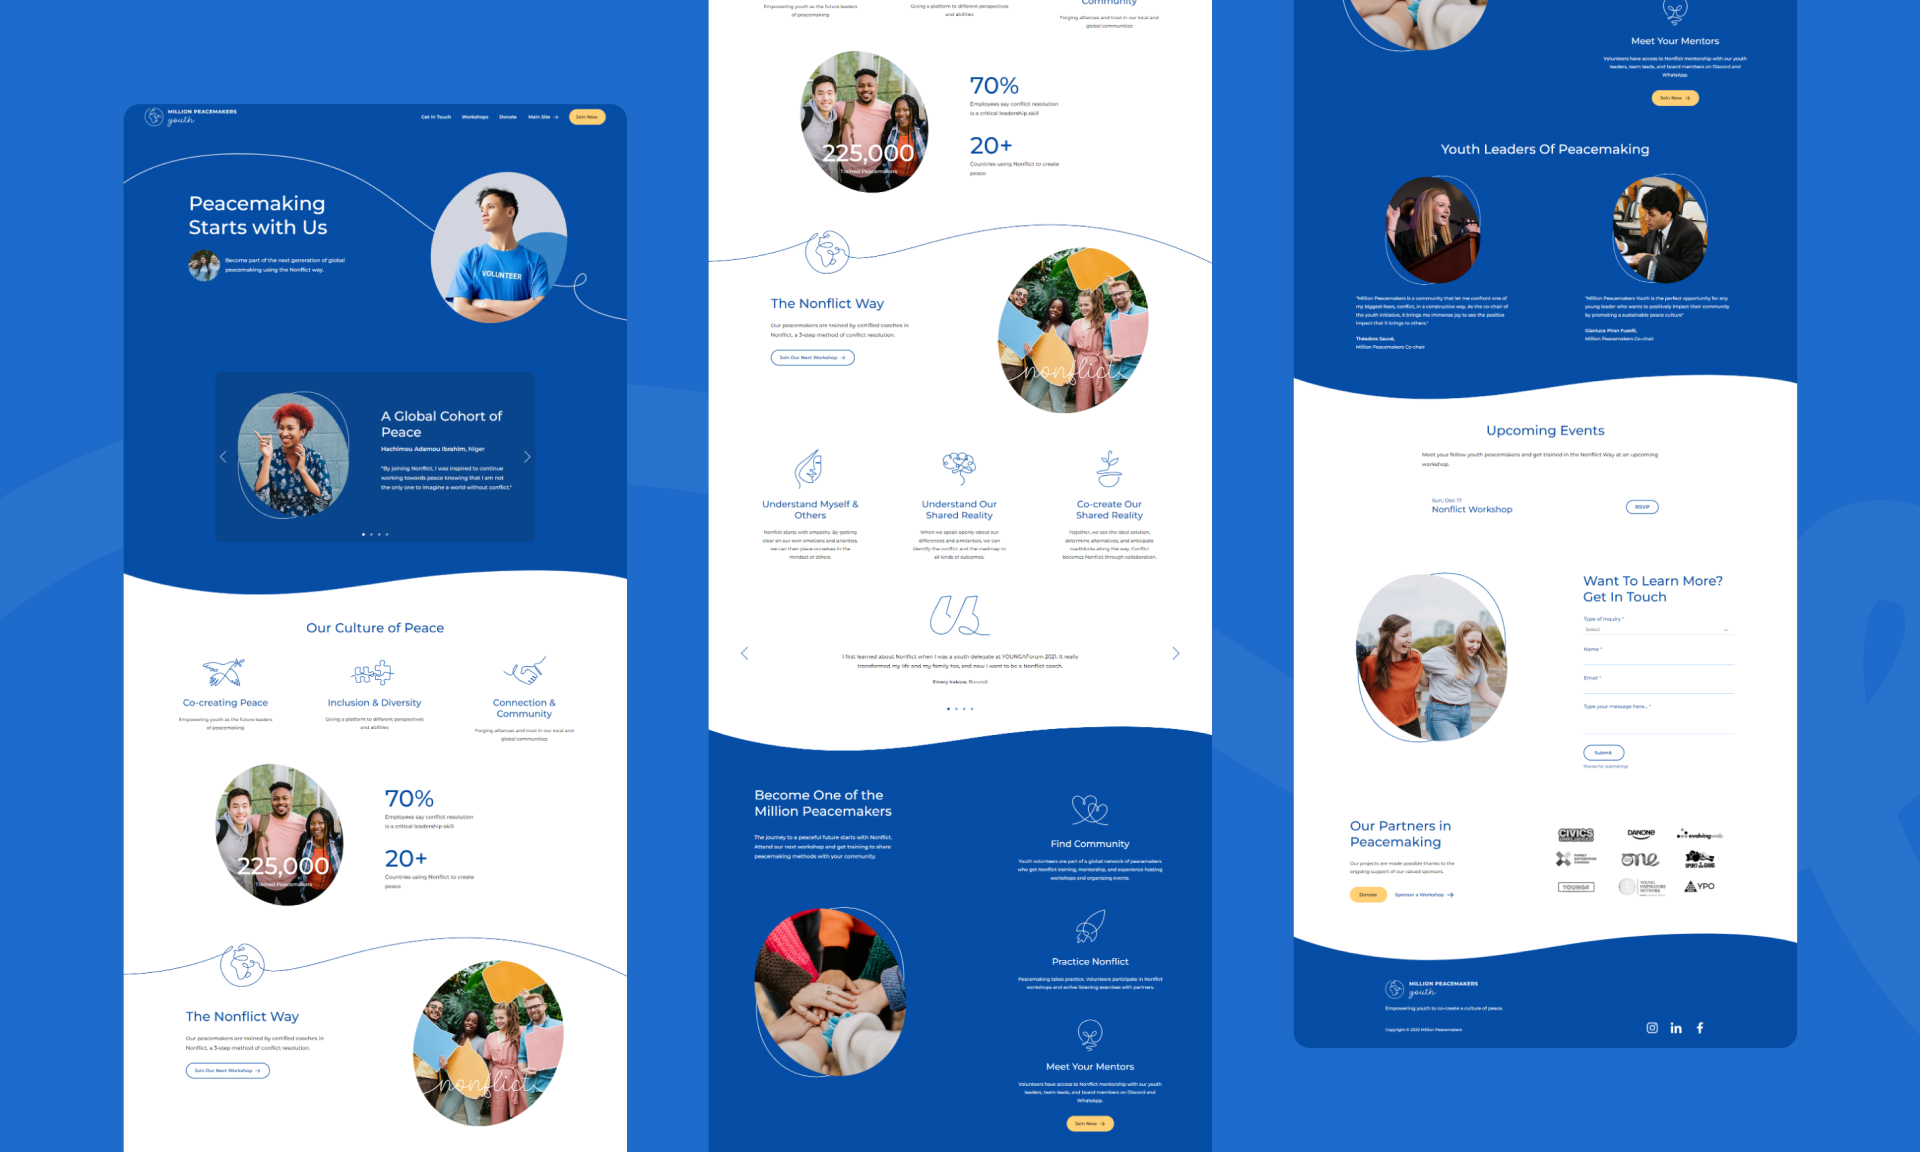 MILLION PEACEMAKERS
youth
Get In Touch
Workshops
Donate
Main Site →
Join Now
Peacemaking
Starts with Us
Become part of the next generation of global
peacemaking using the Nonflict way.
VOLUNTEER
A Global Cohort of
Peace
Hachimou Adamou Ibrahim, Niger
"By joining Nonflict, I was inspired to continue
working towards peace knowing that I am not
the only one to imagine a world without conflict."
Our Culture of Peace
Co-creating Peace
Empowering youth as the future leaders
of peacemaking
Inclusion & Diversity
Giving a platform to different perspectives
and abilities
Connection &
Community
Forging alliances and trust in our local and
global communities
225,000
Trained Peacemakers
70%
Employees say conflict resolution
is a critical leadership skill
20+
Countries using Nonflict to create
peace
The Nonflict Way
Our peacemakers are trained by certified coaches in
Nonflict, a 3-step method of conflict resolution.
Join Our Next Workshop →
nonflict
Empowering youth as the future leaders
of peacemaking
Giving a platform to different perspectives
and abilities
Community
Forging alliances and trust in our local and
global communities
225,000
Trained Peacemakers
70%
Employees say conflict resolution
is a critical leadership skill
20+
Countries using Nonflict to create
peace
The Nonflict Way
Our peacemakers are trained by certified coaches in
Nonflict, a 3-step method of conflict resolution.
Join Our Next Workshop →
nonflict
Understand Myself &
Others
Nonflict starts with empathy. By getting
clear on our own emotions and priorities,
we can then place ourselves in the
mindset of others.
Understand Our
Shared Reality
When we speak openly about our
differences and similarities, we can
identify the conflict and the roadmap to
all kinds of outcomes.
Co-create Our
Shared Reality
Together, we see the ideal solution,
determine alternatives, and anticipate
roadblocks along the way. Conflict
becomes Nonflict through collaboration.
I first learned about Nonflict when I was a youth delegate at YOUNGA Forum 2021. It really
transformed my life and my family too, and now I want to be a Nonflict coach.
Emery Irakoze, Burundi
Become One of the
Million Peacemakers
The journey to a peaceful future starts with Nonflict.
Attend our next workshop and get training to share
peacemaking methods with your community.
Find Community
Youth volunteers are part of a global network of peacemakers
who get Nonflict training, mentorship, and experience hosting
workshops and organizing events.
Practice Nonflict
Peacemaking takes practice. Volunteers participate in Nonflict
workshops and active listening exercises with partners.
Meet Your Mentors
Volunteers have access to Nonflict mentorship with our youth
leaders, team leads, and board members on Discord and
WhatsApp.
Join Now →
Meet Your Mentors
Volunteers have access to Nonflict mentorship with our youth
leaders, team leads, and board members on Discord and
WhatsApp.
Join Now →
Youth Leaders Of Peacemaking
"Million Peacemakers is a community that let me confront one of
my biggest fears, conflict, in a constructive way. As the co-chair of
the youth initiative, it brings me immense joy to see the positive
impact that it brings to others."
Théodora Sauvé,
Million Peacemakers Co-chair
"Million Peacemakers Youth is the perfect opportunity for any
young leader who wants to positively impact their community
by promoting a sustainable peace culture"
Gianluca Piran Fuselli,
Million Peacemakers Co-chair
Upcoming Events
Meet your fellow youth peacemakers and get trained in the Nonflict Way at an upcoming
workshop.
Sun, Dec 17
Nonflict Workshop
RSVP
Want To Learn More?
Get In Touch
Type of Inquiry *
Select
Name *
Email *
Type your message here... *
Submit
Thanks for submitting!
Our Partners in
Peacemaking
Our projects are made possible thanks to the
ongoing support of our valued sponsors.
Donate
Sponsor a Workshop →
CIVICS
DANONE
evolvingweb
FAMILY
ENTERPRISE
CANADA
one
YOUNGA
YOUNG
INSPIRATORS
NETWORK
YPO
MILLION PEACEMAKERS
youth
Empowering youth to co-create a culture of peace.
Copyright © 2022 Million Peacemakers